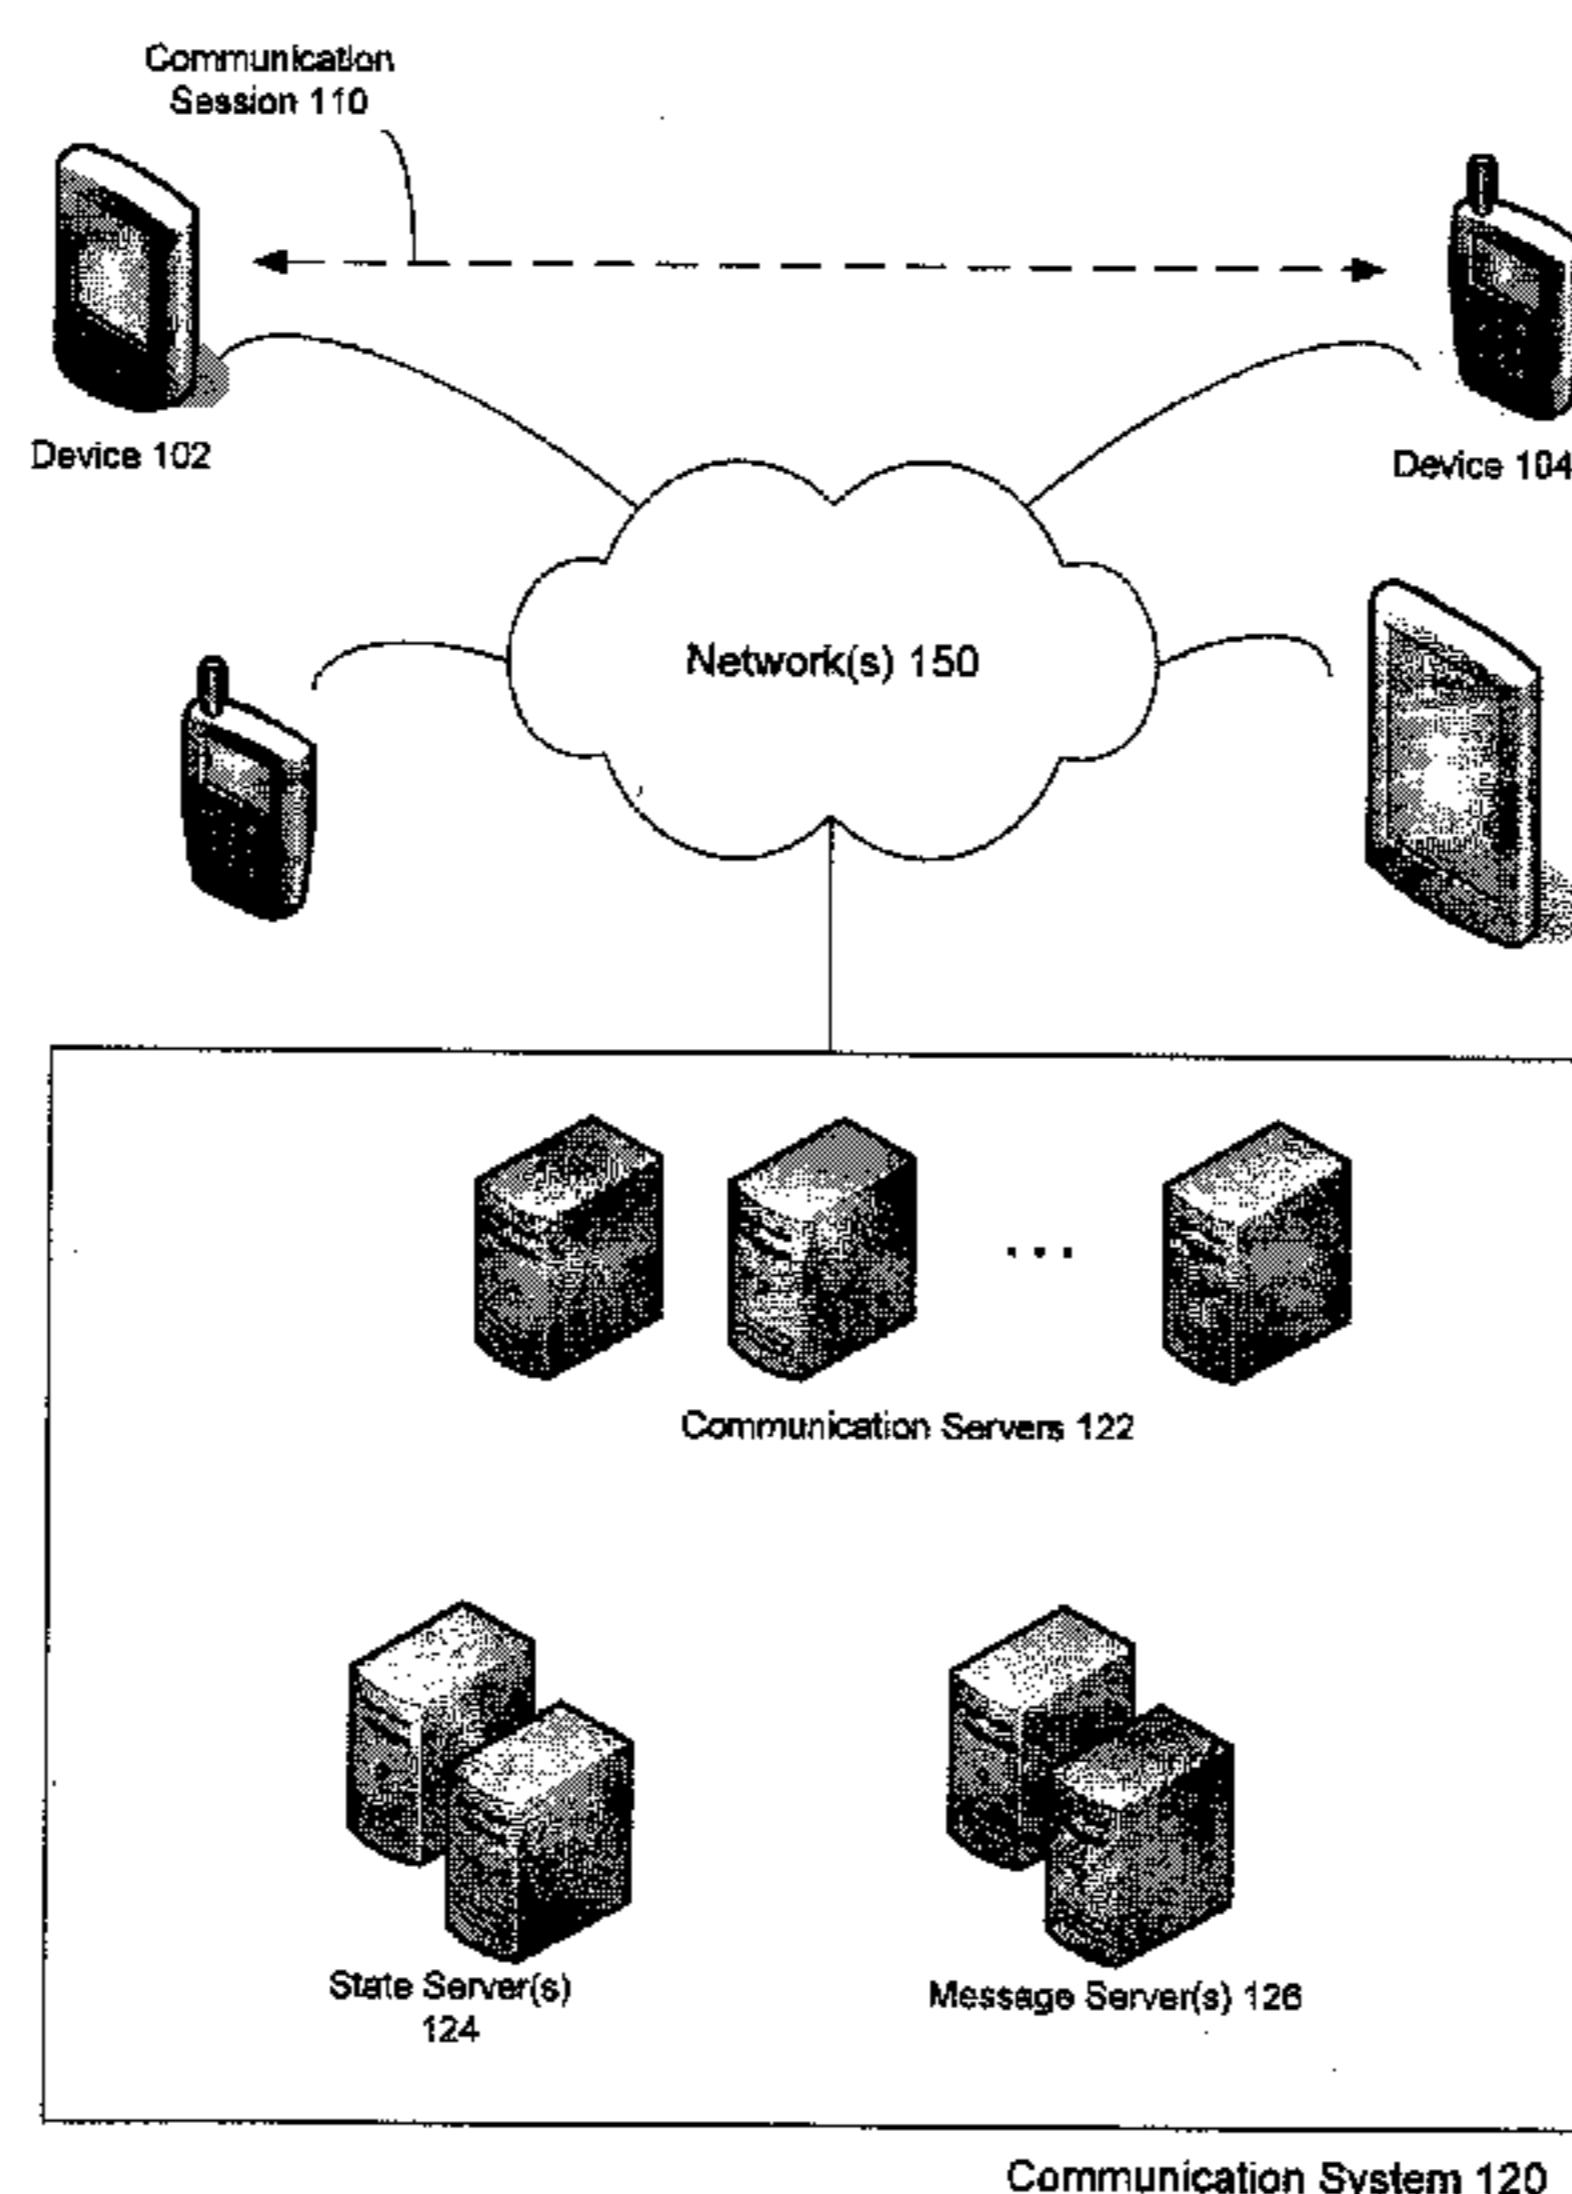 Communication
Session 110
Device 102
Device 104
Network(s) 150
...
Communication Servers 122
State Server(s)
124
Message Server(s) 126
Communication System 120